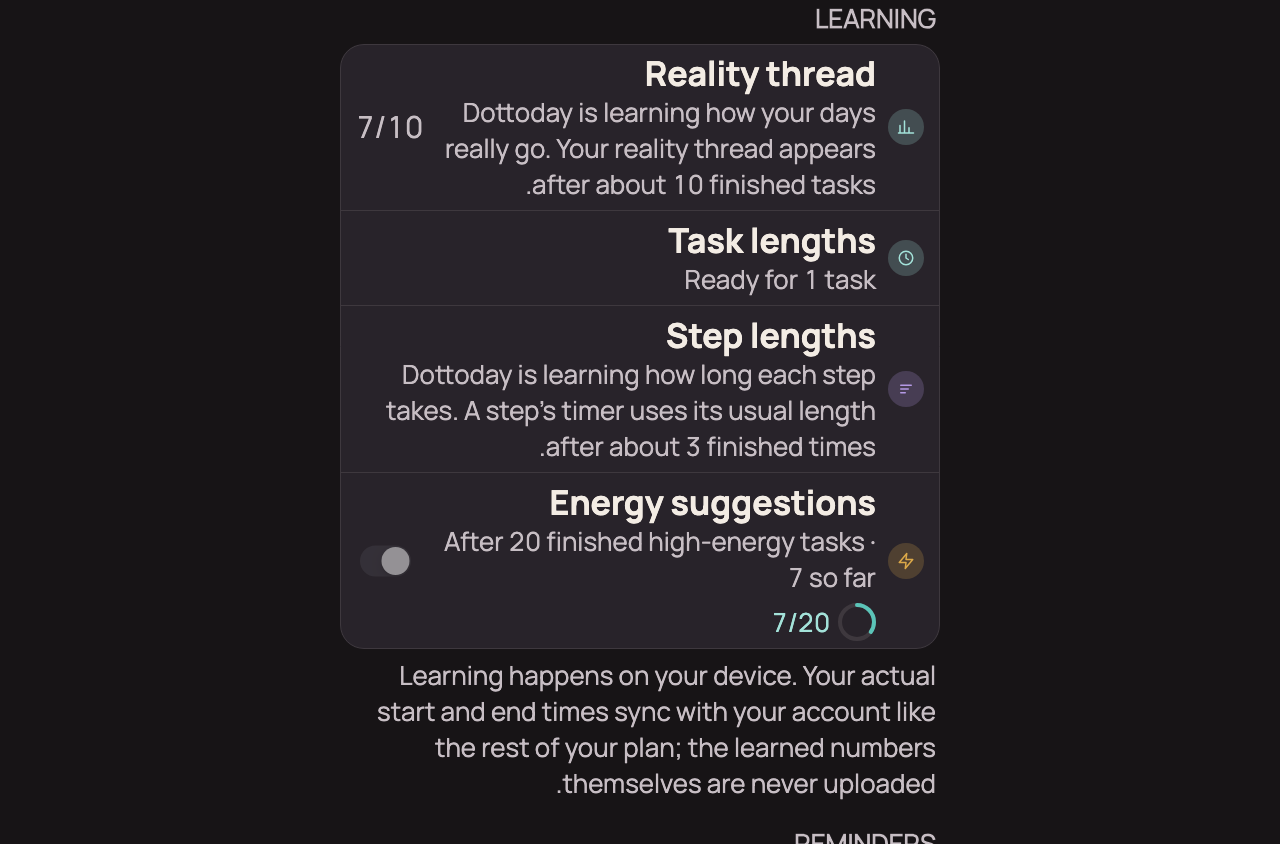 LEARNING
Reality thread
Dottoday is learning how your days
really go. Your reality thread appears
.after about 10 finished tasks
7/10
Task lengths
Ready for 1 task
Step lengths
Dottoday is learning how long each step
takes. A step’s timer uses its usual length
.after about 3 finished times
Energy suggestions
After 20 finished high-energy tasks ·
7 so far
7/20
Learning happens on your device. Your actual
start and end times sync with your account like
the rest of your plan; the learned numbers
.themselves are never uploaded
REMINDERS